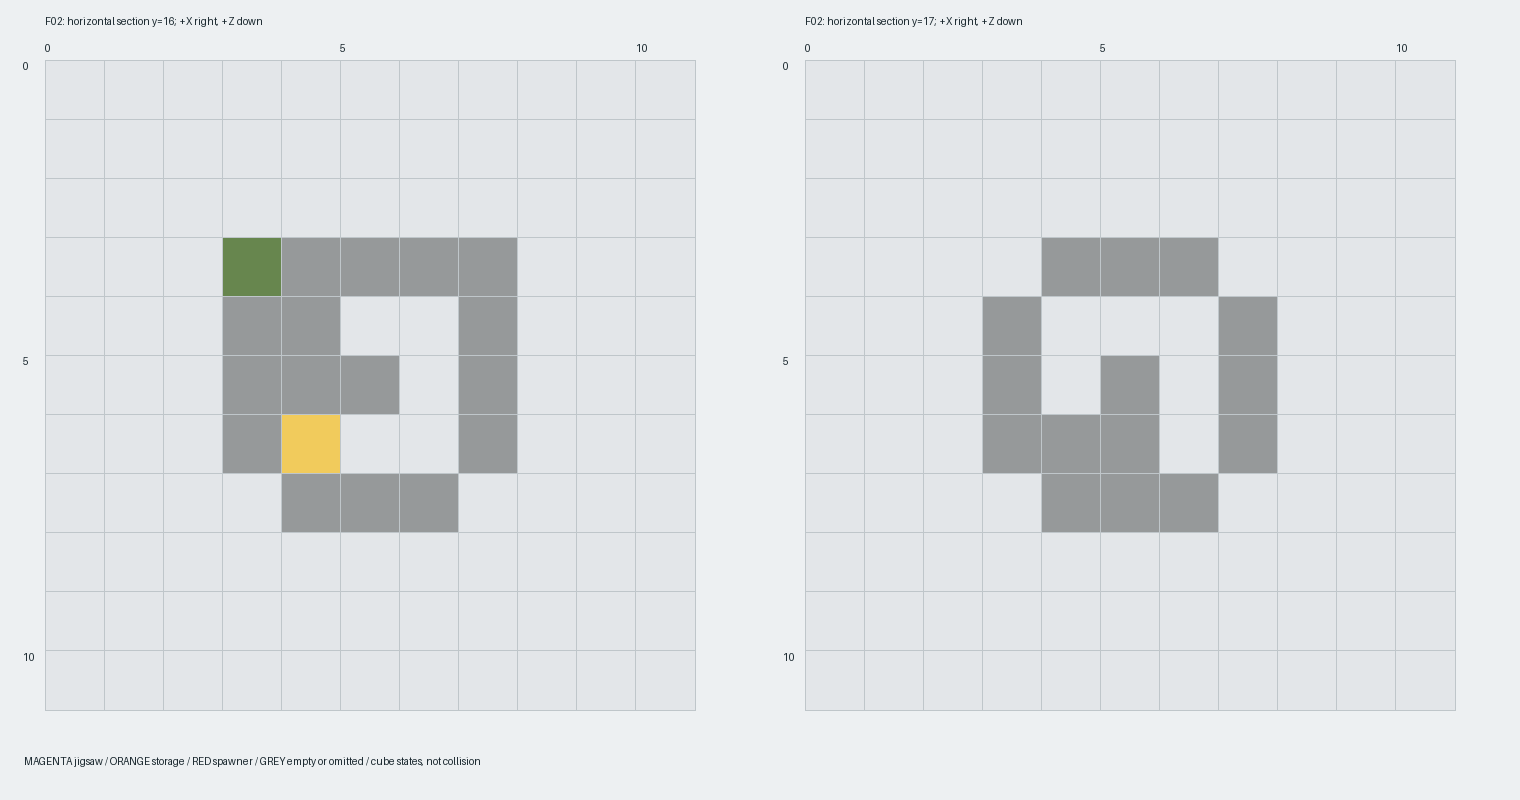 F02: horizontal section y=16; +X right, +Z down
F02: horizontal section y=17; +X right, +Z down
0 5 10
0 5 10
0
0
5
5
10
10
MAGENTA jigsaw / ORANGE storage / RED spawner / GREY empty or omitted / cube states, not collision